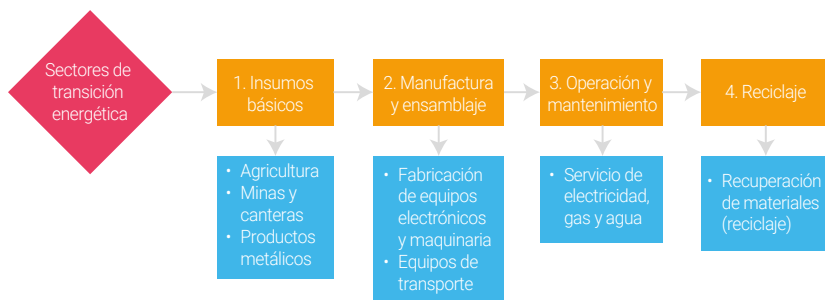 Sectores de
transición
energética
1. Insumos
básicos
2. Manufactura
y ensamblaje
3. Operación y
mantenimiento
4. Reciclaje
• Agricultura
• Minas y
canteras
• Productos
metálicos
• Fabricación
de equipos
electrónicos
y maquinaria
• Equipos de
transporte
• Servicio de
electricidad,
gas y agua
• Recuperación
de materiales
(reciclaje)